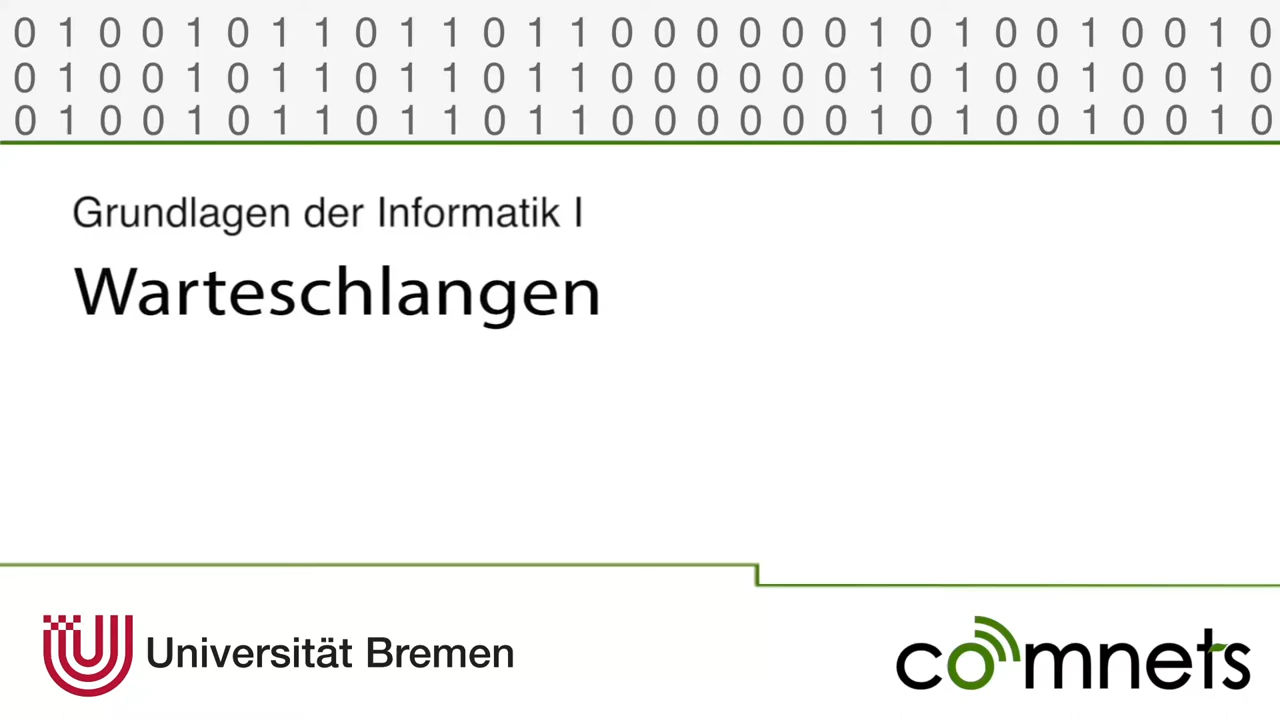 0 1 0 0 1 0 1 1 0 1 1 0 1 1 0 0 0 0 0 0 1 0 1 0 0 1 0 0 1 0
0 1 0 0 1 0 1 1 0 1 1 0 1 1 0 0 0 0 0 0 1 0 1 0 0 1 0 0 1 0
0 1 0 0 1 0 1 1 0 1 1 0 1 1 0 0 0 0 0 0 1 0 1 0 0 1 0 0 1 0
Grundlagen der Informatik I
Warteschlangen
Universität Bremen
comnets